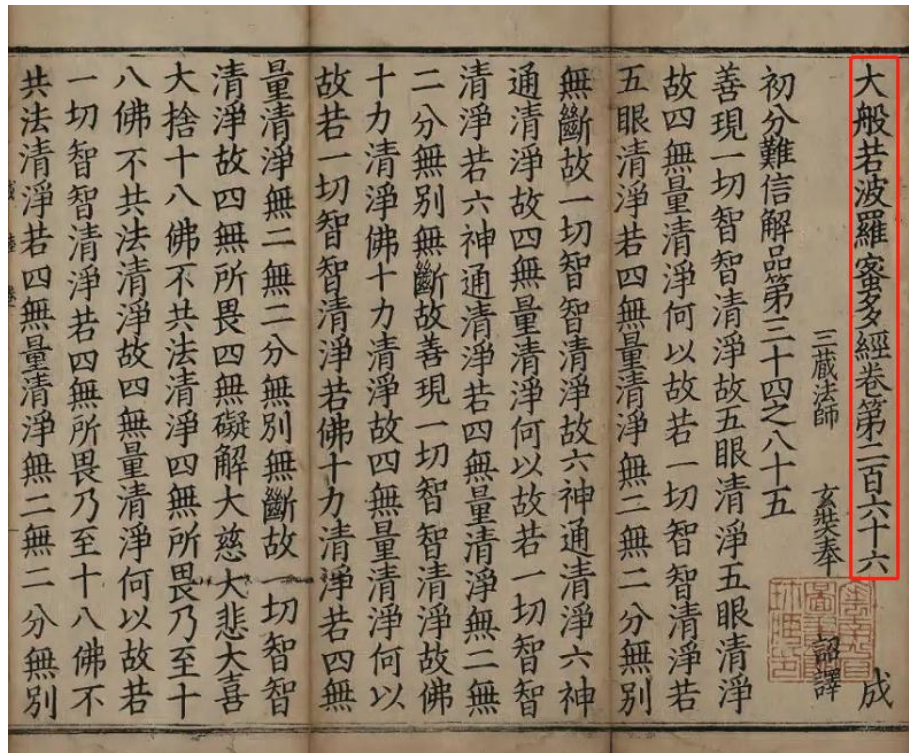 大般若波羅蜜多經卷第二百六十六 成
三藏法師 玄奘奉 詔譯
初分難信解品第三十四之八十五
善現一切智智清淨故五眼清淨五眼清淨
故四無量清淨何以故若一切智智清淨若
五眼清淨若四無量清淨無二無二分無別
無斷故一切智智清淨故六神通清淨六神
通清淨故四無量清淨何以故若一切智智
清淨若六神通清淨若四無量清淨無二無
二分無別無斷故善現一切智智清淨故佛
十力清淨佛十力清淨故四無量清淨何以
故若一切智智清淨若佛十力清淨若四無
量清淨無二無二分無別無斷故一切智智
清淨故四無所畏四無礙解大慈大悲大喜
大捨十八佛不共法清淨四無所畏乃至十
八佛不共法清淨故四無量清淨何以故若
一切智智清淨若四無所畏乃至十八佛不
共法清淨若四無量清淨無二無二分無別